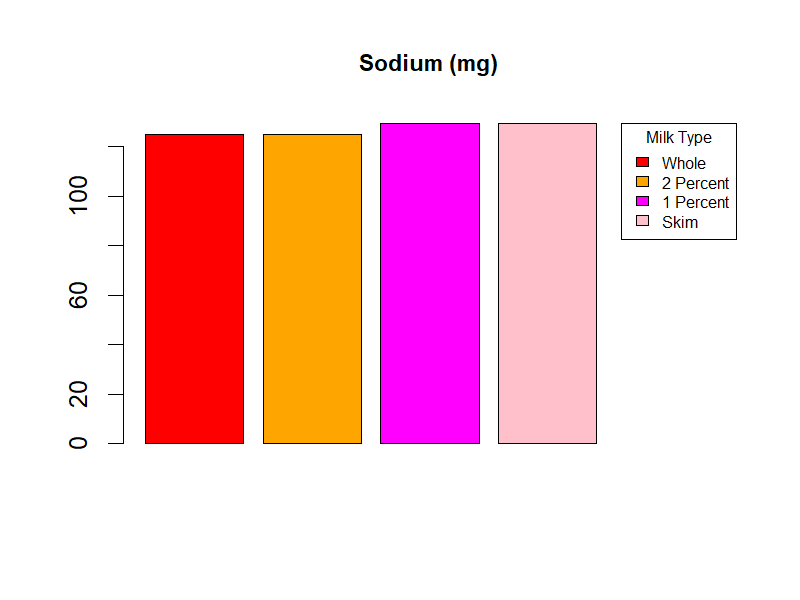 Sodium (mg)
100
60
20
0
Milk Type
Whole
2 Percent
1 Percent
Skim